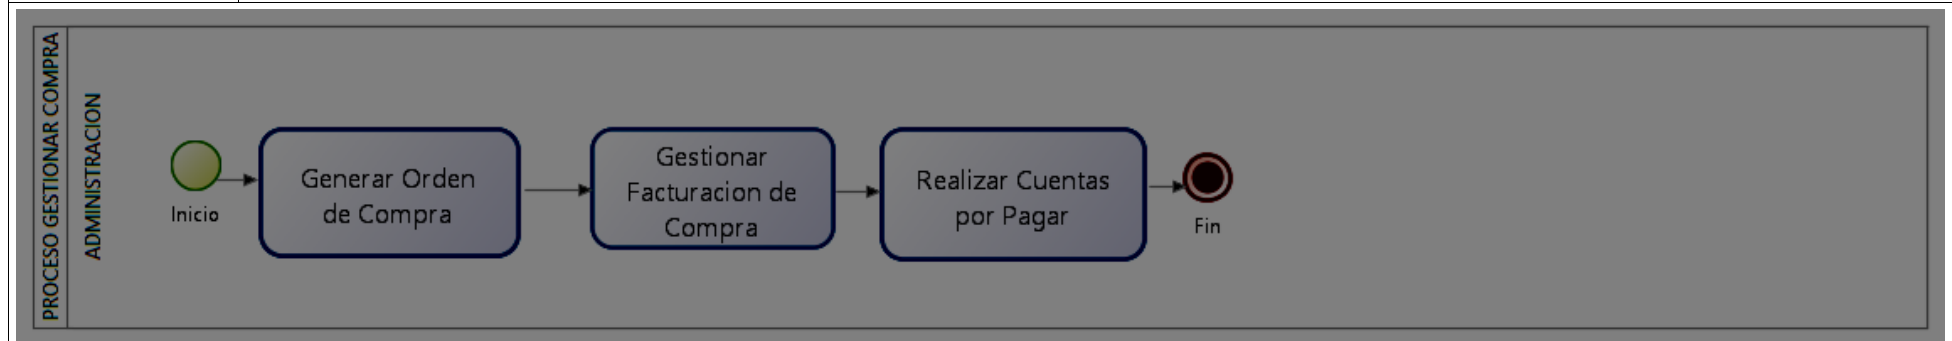 PROCESO GESTIONAR COMPRA
ADMINISTRACION
Inicio
Generar Orden
de Compra
Gestionar
Facturacion de
Compra
Realizar Cuentas
por Pagar
Fin